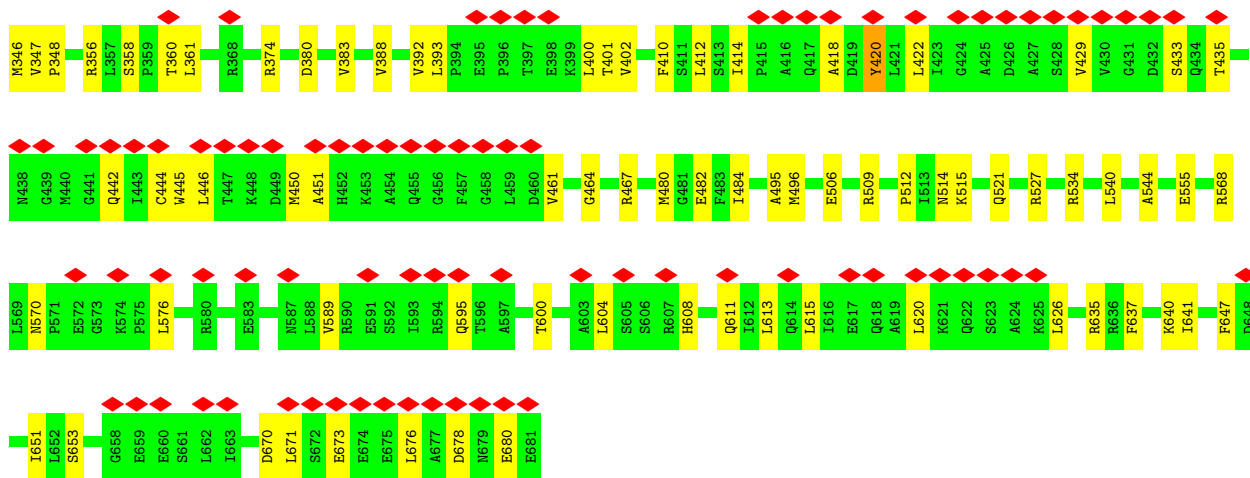 M346 V347 P348 R356 L357 S358 P359 T360 L361 R368 R374 D380 V383 V388 V392 L393 P394 E395 P396 T397 E398 K399 L400 T401 V402 F410 S411 L412 S413 I414 P415 A416 Q417 A418 D419 Y420 L421 L422 I423 G424 A425 D426 A427 S428 V429 V430 G431 D432 S433 Q434 T435
N438 G439 M440 G441 Q442 I443 C444 W445 L446 T447 K448 D449 M450 A451 H452 K453 A454 Q455 G456 F457 G458 L459 D460 V461 G464 R467 M480 G481 E482 F483 I484 A495 M496 E506 R509 P512 I513 N514 K515 Q521 R527 R534 L540 A544 E555 R568
L569 N570 P571 E572 G573 K574 P575 L576 R580 E583 N587 L588 V589 R590 E591 S592 I593 R594 Q595 T596 A597 T600 A603 L604 S605 S606 R607 H608 Q611 I612 L613 Q614 L615 I616 E617 Q618 A619 L620 K621 Q622 S623 A624 K625 L626 R635 R636 F637 K640 I641 F647 D648
I651 L652 S653 G658 E659 E660 S661 L662 I663 D670 L671 S672 E673 E674 E675 L676 A677 D678 N679 E680 E681